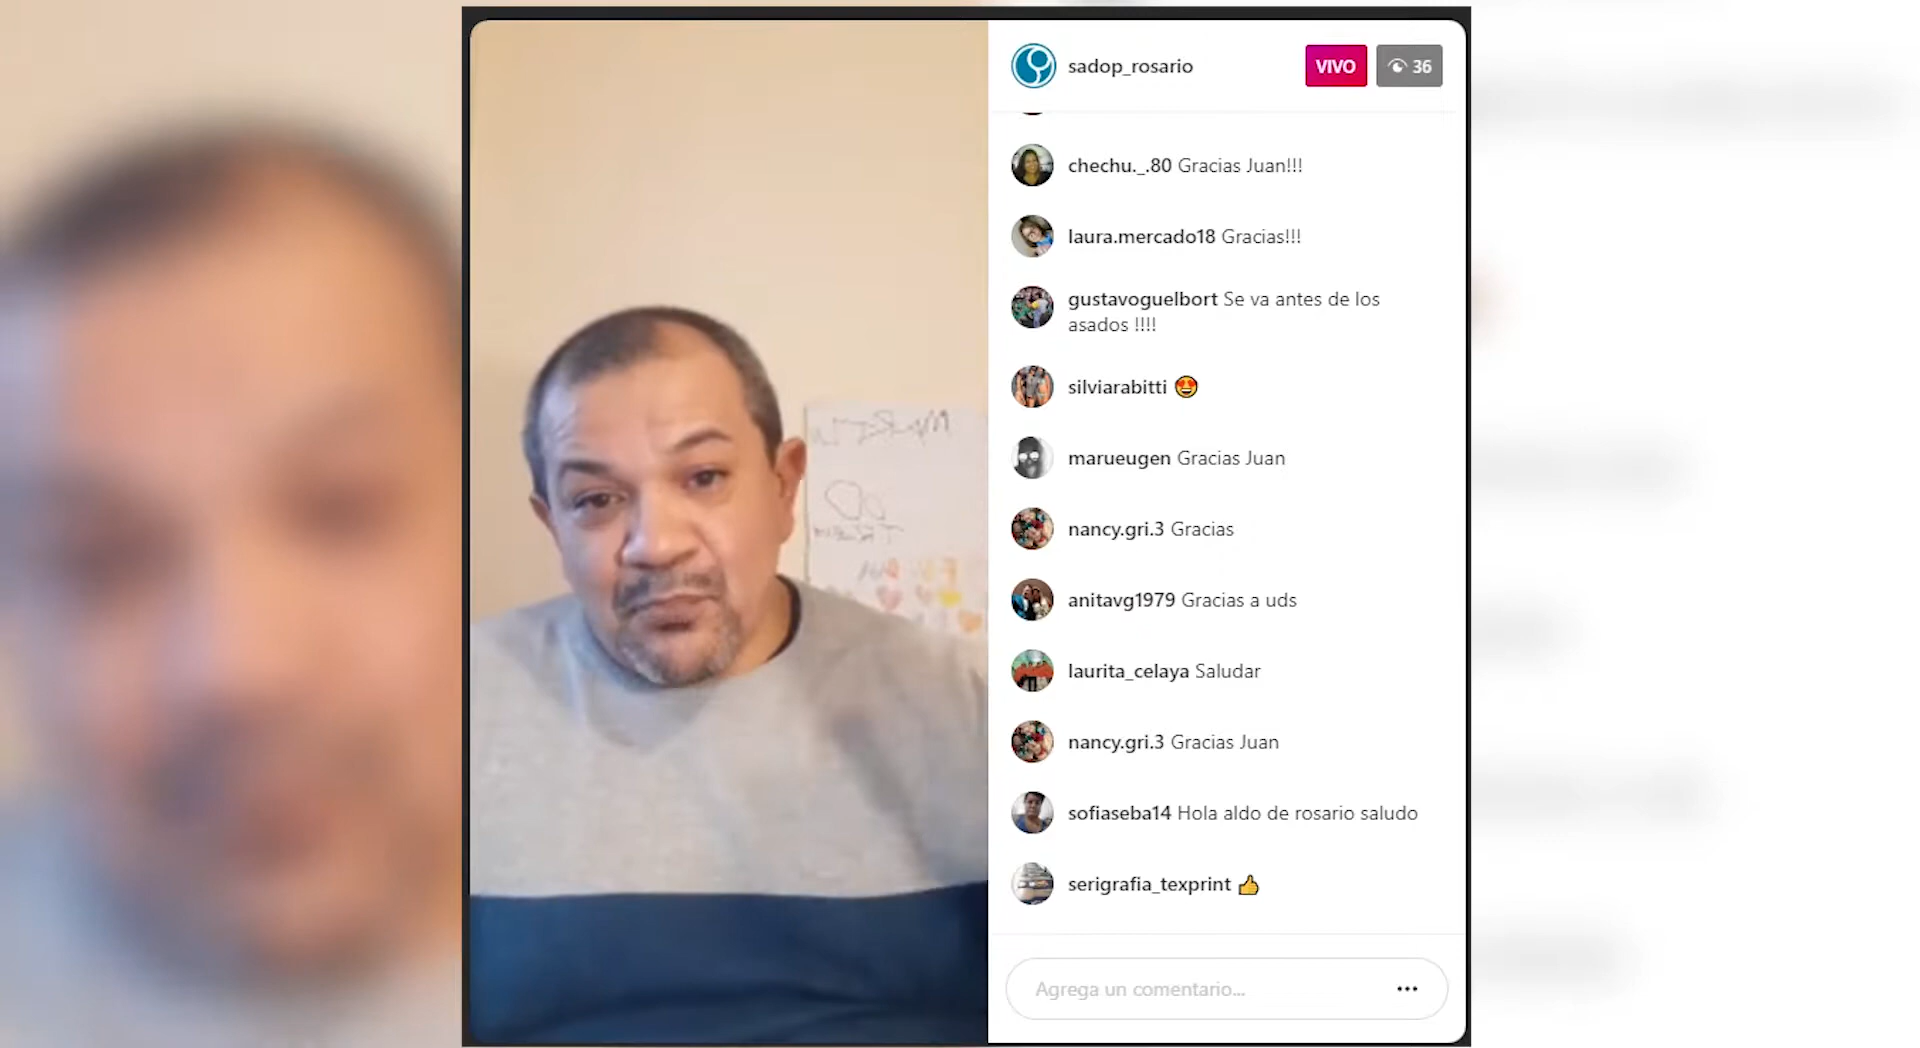 sadop_rosario
VIVO
36
chechu._.80 Gracias Juan!!!
laura.mercado18 Gracias!!!
gustavoguelbort Se va antes de los
asados !!!!
silviarabitti 😍
marueugen Gracias Juan
nancy.gri.3 Gracias
anitavg1979 Gracias a uds
laurita_celaya Saludar
nancy.gri.3 Gracias Juan
sofiaseba14 Hola aldo de rosario saludo
serigrafia_texprint 👍
Agrega un comentario...